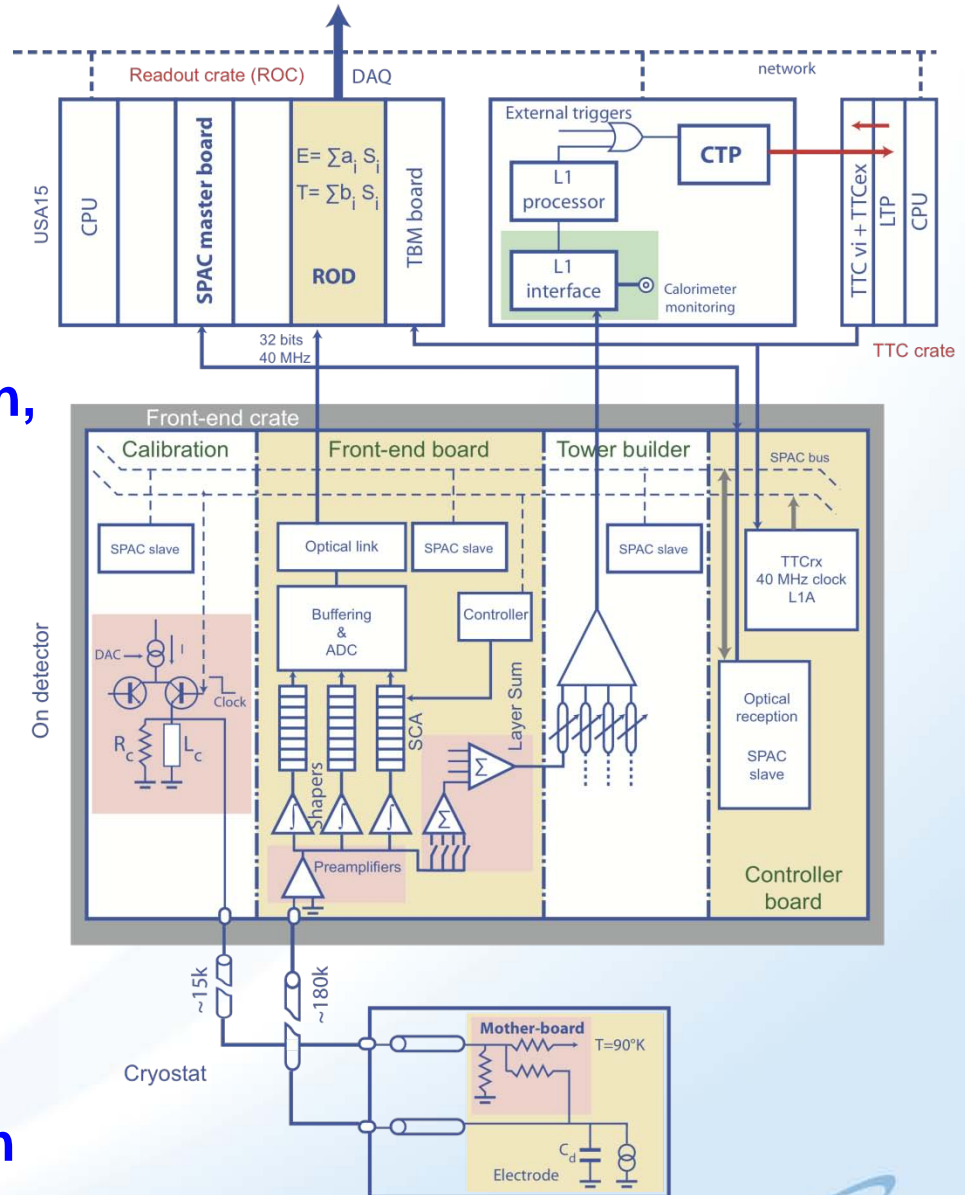 Readout crate (ROC)
DAQ
network
USA15
CPU
SPAC master board
E= ∑a_i S_i
T= ∑b_i S_i
ROD
TBM board
External triggers
CTP
L1
processor
L1
interface
Calorimeter
monitoring
TTC vi + TTCex
LTP
CPU
32 bits
40 MHz
TTC crate
n,
Front-end crate
Calibration
Front-end board
Tower builder
SPAC bus
SPAC slave
Optical link
SPAC slave
SPAC slave
TTCrx
40 MHz clock
L1A
Buffering
&
ADC
Controller
On detector
DAC
I
Clock
R_c
L_c
SCA
Layer Sum
Shapers
∫
∫
∫
Σ
Σ
Optical
reception
SPAC
slave
Preamplifiers
Controller
board
~15k
~180k
Mother-board
T=90°K
Cryostat
n
C_d
Electrode